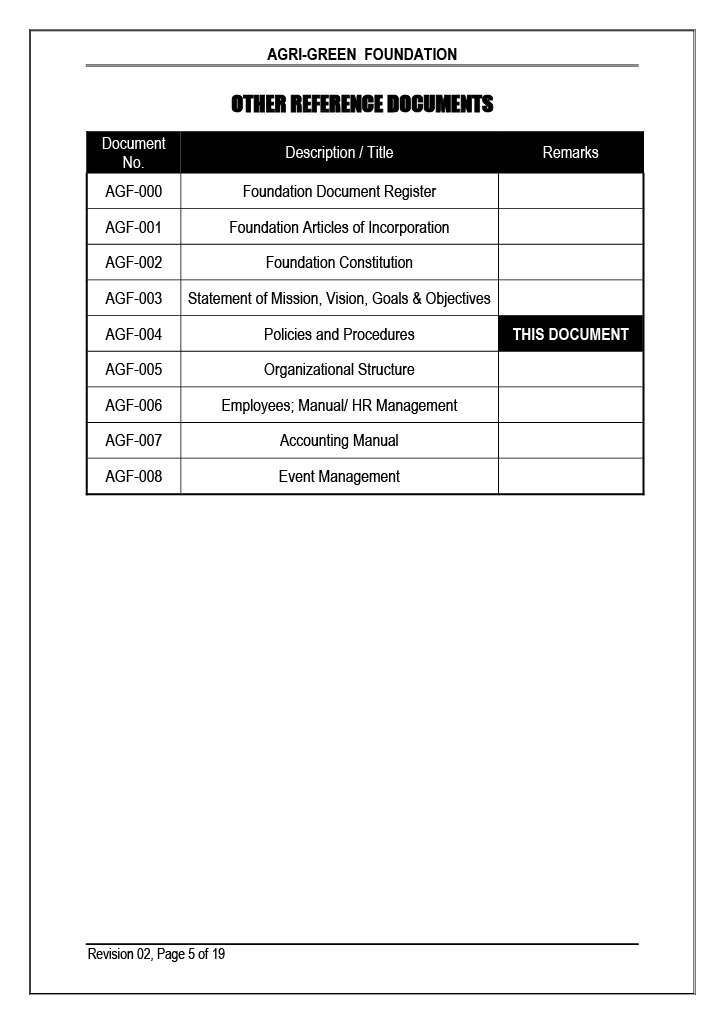 AGRI-GREEN FOUNDATION
OTHER REFERENCE DOCUMENTS
Document No. Description / Title Remarks
AGF-000 Foundation Document Register
AGF-001 Foundation Articles of Incorporation
AGF-002 Foundation Constitution
AGF-003 Statement of Mission, Vision, Goals & Objectives
AGF-004 Policies and Procedures THIS DOCUMENT
AGF-005 Organizational Structure
AGF-006 Employees; Manual/ HR Management
AGF-007 Accounting Manual
AGF-008 Event Management
Revision 02, Page 5 of 19